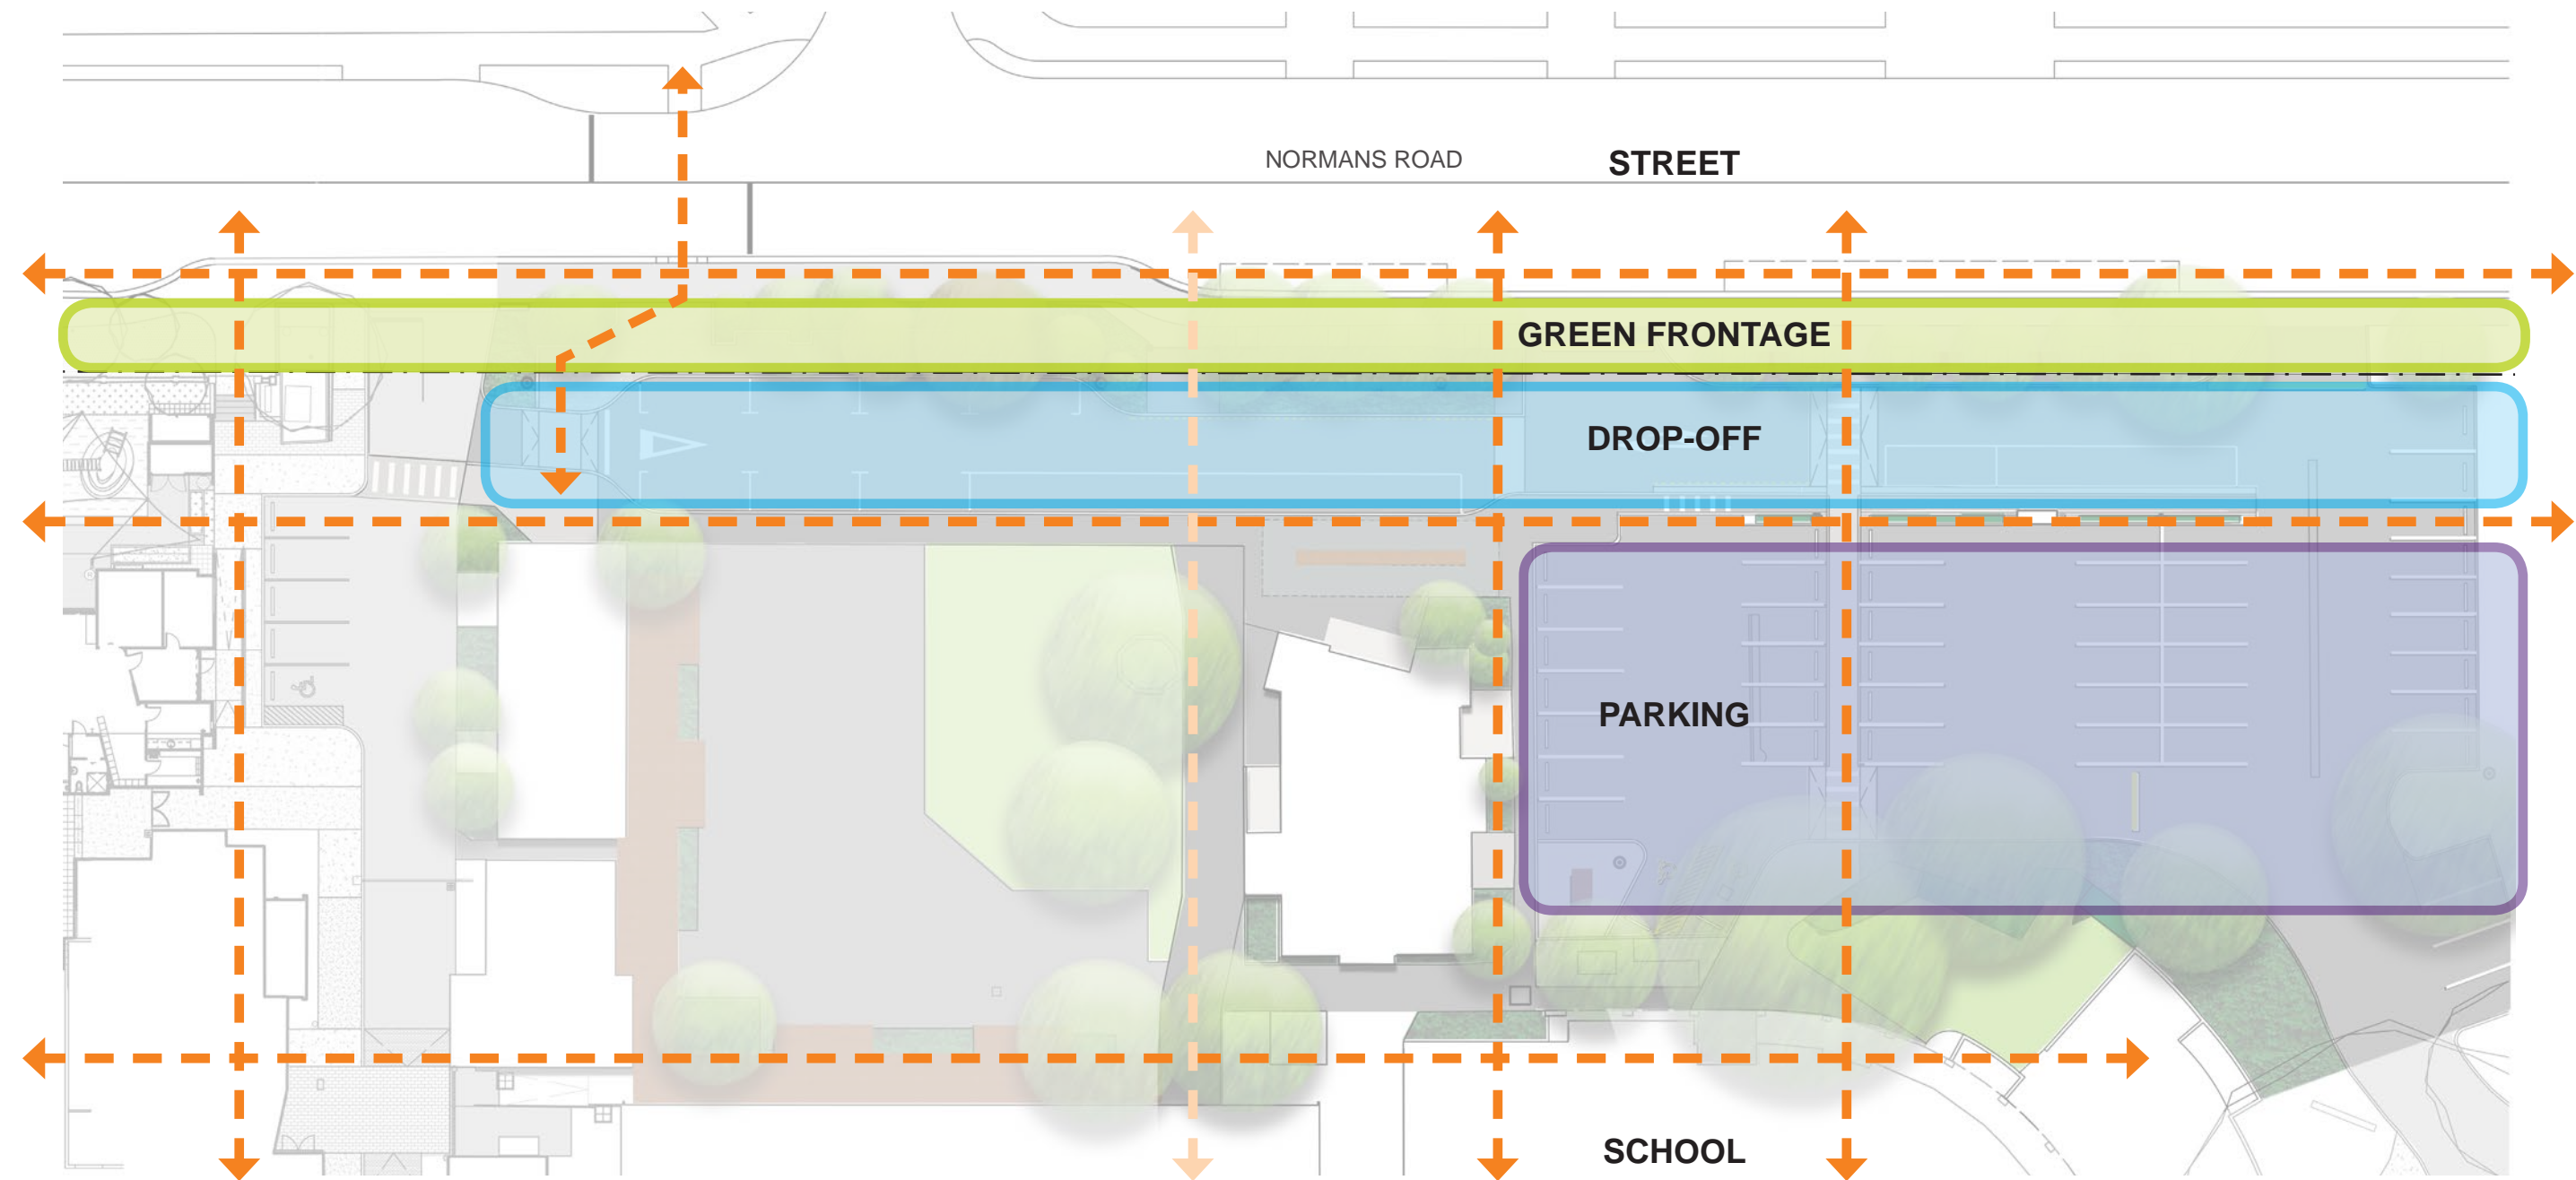 NORMANS ROAD
STREET
GREEN FRONTAGE
DROP-OFF
PARKING
SCHOOL